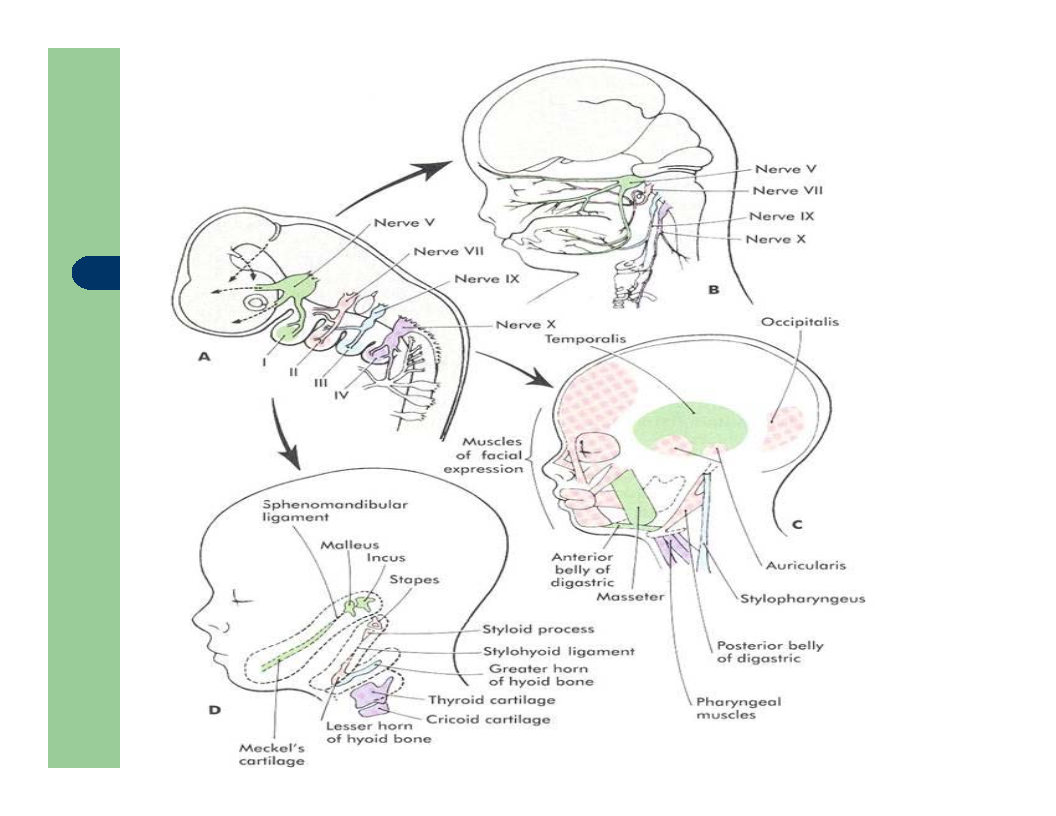 Nerve V
Nerve VII
Nerve IX
Nerve X
B
Nerve V
Nerve VII
Nerve IX
Nerve X
A
I
II
III
IV
Occipitalis
Temporalis
Muscles
of facial
expression
C
Anterior
belly of
digastric
Masseter
Auricularis
Stylopharyngeus
Posterior belly
of digastric
Pharyngeal
muscles
Sphenomandibular
ligament
Malleus
Incus
Stapes
Styloid process
Stylohyoid ligament
Greater horn
of hyoid bone
Thyroid cartilage
Cricoid cartilage
Lesser horn
of hyoid bone
D
Meckel's
cartilage